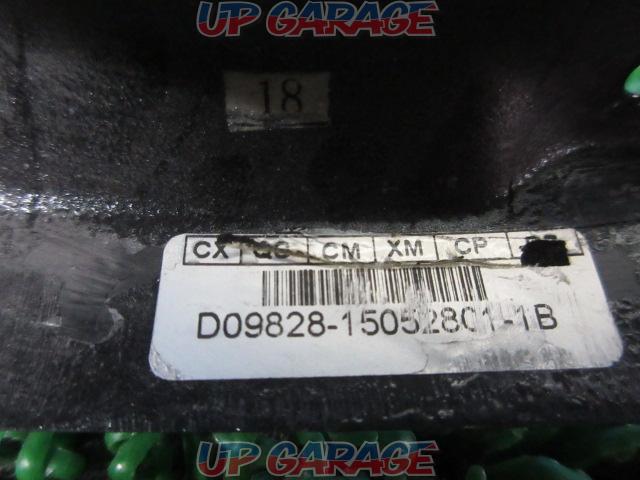 UP GARAGE
18
CX CM XM CP
D09828-15052801-1B
UP GARAGE